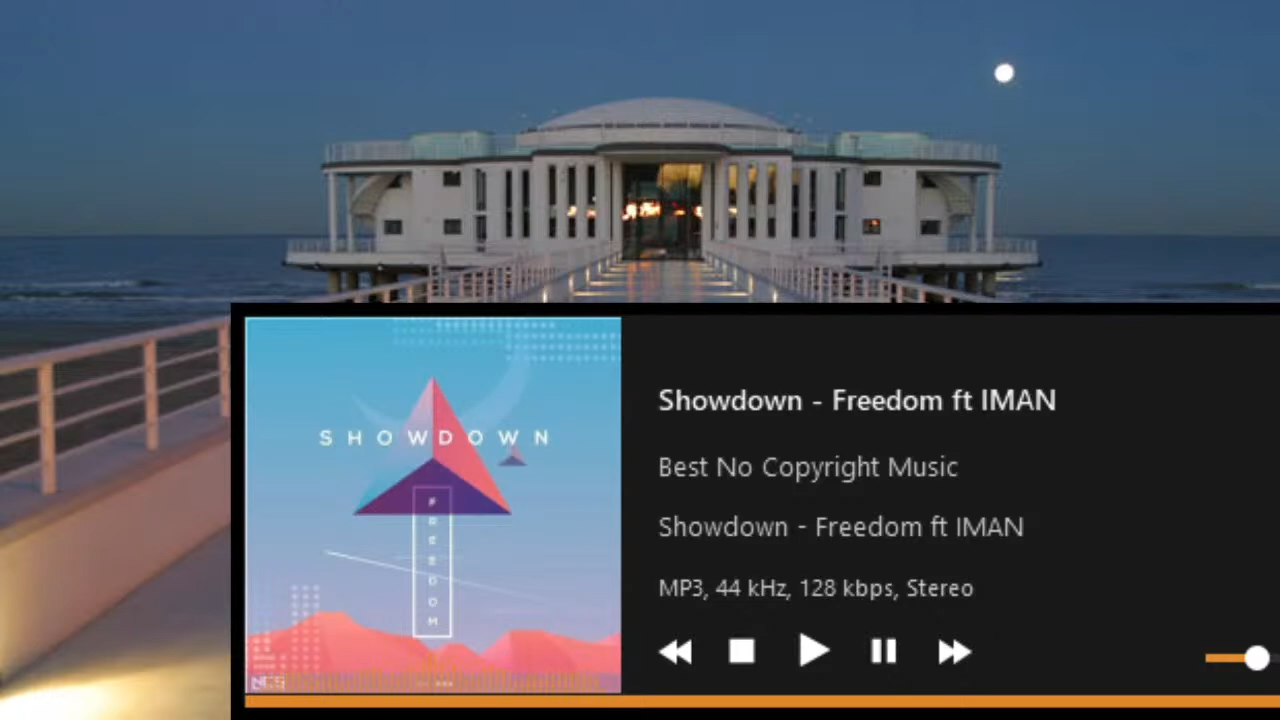 SHOWDOWN
FREEDOM
NCS
Showdown - Freedom ft IMAN
Best No Copyright Music
Showdown - Freedom ft IMAN
MP3, 44 kHz, 128 kbps, Stereo